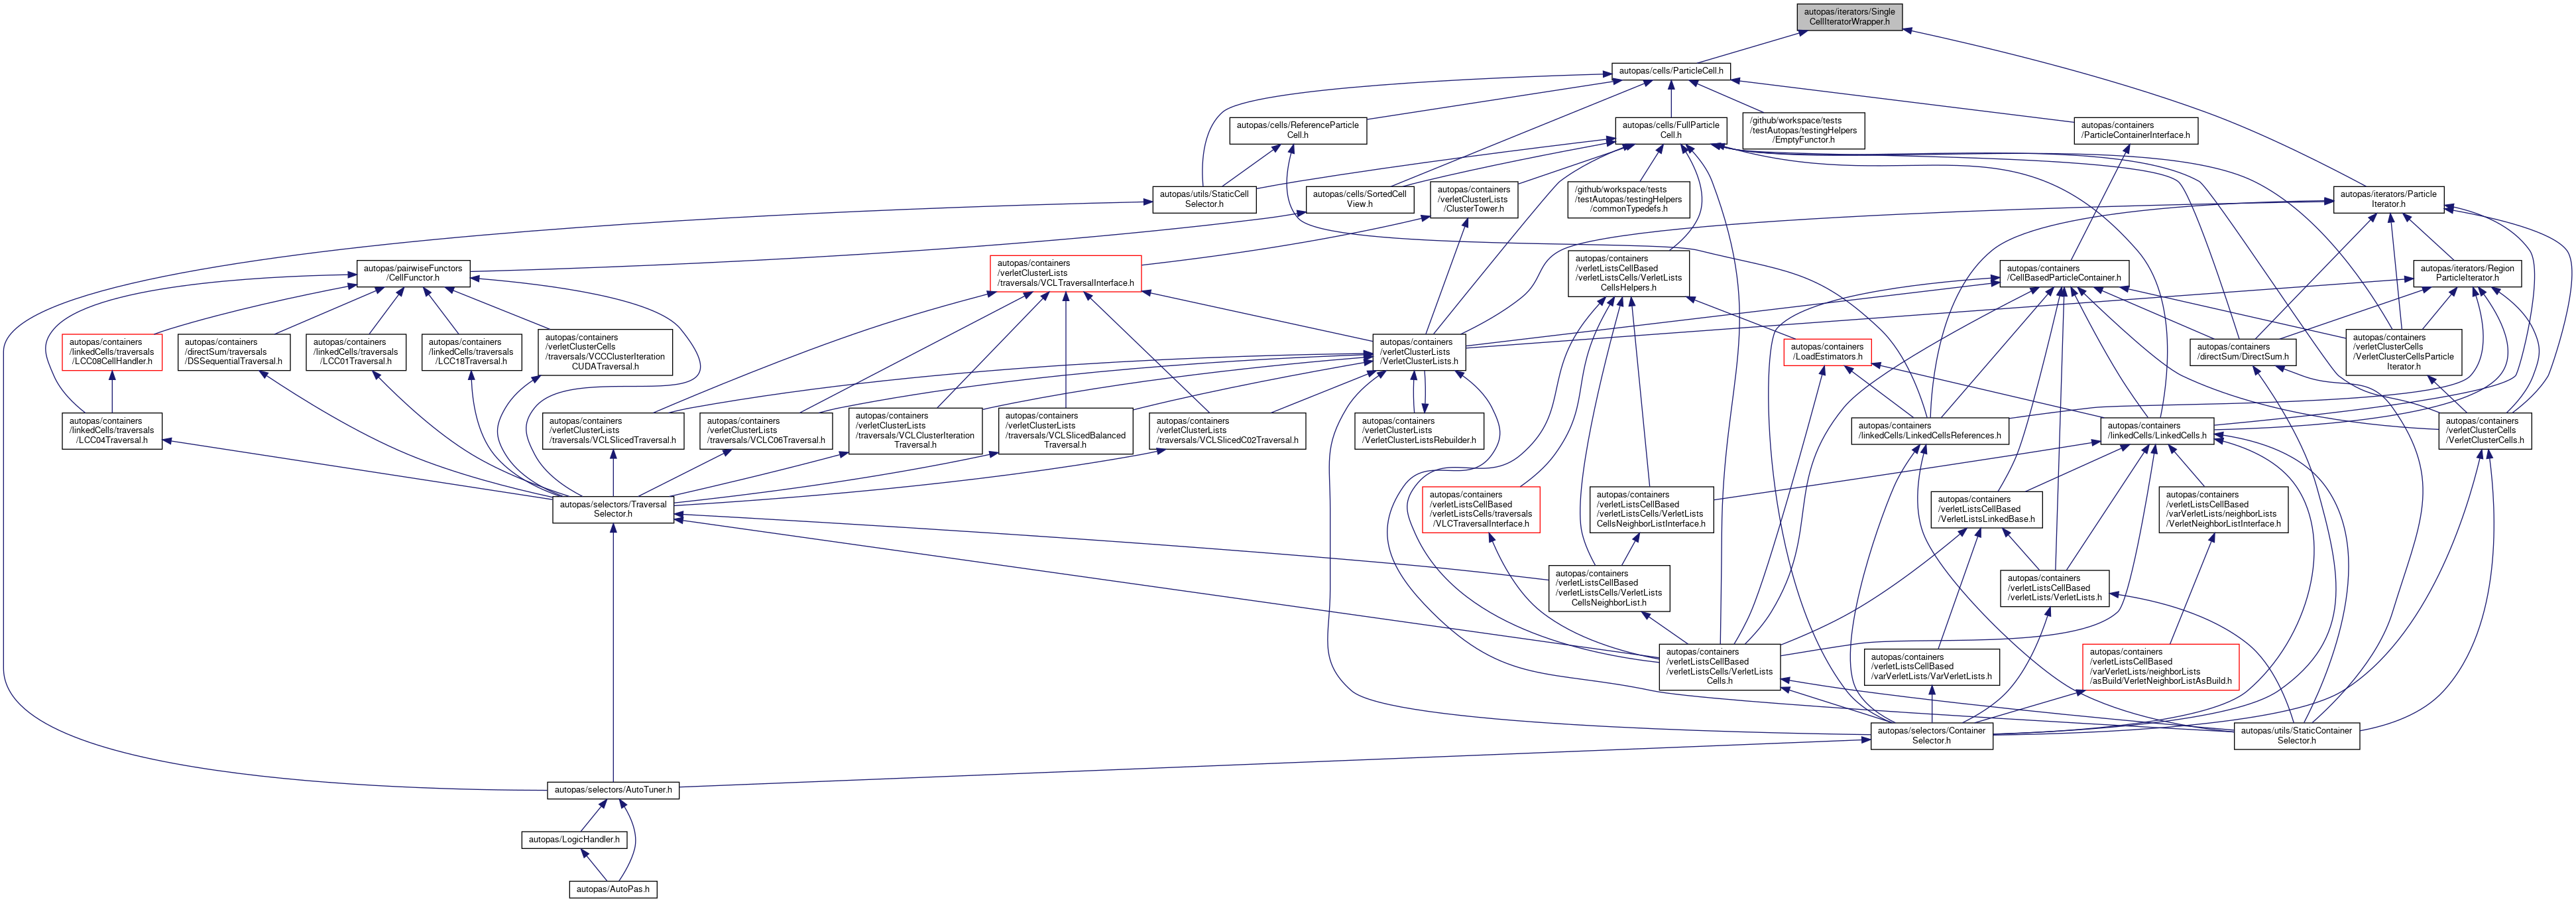 autopas/iterators/Single
CellIteratorWrapper.h
autopas/cells/ParticleCell.h
autopas/cells/ReferenceParticle
Cell.h
autopas/cells/FullParticle
Cell.h
/github/workspace/tests
/testAutopas/testingHelpers
/EmptyFunctor.h
autopas/containers
/ParticleContainerInterface.h
autopas/utils/StaticCell
Selector.h
autopas/cells/SortedCell
View.h
autopas/containers
/verletClusterLists
/ClusterTower.h
/github/workspace/tests
/testAutopas/testingHelpers
/commonTypedefs.h
autopas/iterators/Particle
Iterator.h
autopas/pairwiseFunctors
/CellFunctor.h
autopas/containers
/verletClusterLists
/traversals/VCLTraversalInterface.h
autopas/containers
/verletListsCellBased
/verletListsCells/VerletLists
CellsHelpers.h
autopas/containers
/CellBasedParticleContainer.h
autopas/iterators/Region
ParticleIterator.h
autopas/containers
/linkedCells/traversals
/LCC08CellHandler.h
autopas/containers
/directSum/traversals
/DSSequentialTraversal.h
autopas/containers
/linkedCells/traversals
/LCC01Traversal.h
autopas/containers
/linkedCells/traversals
/LCC18Traversal.h
autopas/containers
/verletClusterCells
/traversals/VCCClusterIteration
CUDATraversal.h
autopas/containers
/verletClusterLists
/VerletClusterLists.h
autopas/containers
/LoadEstimators.h
autopas/containers
/directSum/DirectSum.h
autopas/containers
/verletClusterCells
/VerletClusterCellsParticle
Iterator.h
autopas/containers
/linkedCells/traversals
/LCC04Traversal.h
autopas/containers
/verletClusterLists
/traversals/VCLSlicedTraversal.h
autopas/containers
/verletClusterLists
/traversals/VCLC06Traversal.h
autopas/containers
/verletClusterLists
/traversals/VCLClusterIteration
Traversal.h
autopas/containers
/verletClusterLists
/traversals/VCLSlicedBalanced
Traversal.h
autopas/containers
/verletClusterLists
/traversals/VCLSlicedC02Traversal.h
autopas/containers
/verletClusterLists
/VerletClusterListsRebuilder.h
autopas/containers
/linkedCells/LinkedCellsReferences.h
autopas/containers
/linkedCells/LinkedCells.h
autopas/containers
/verletClusterCells
/VerletClusterCells.h
autopas/selectors/Traversal
Selector.h
autopas/containers
/verletListsCellBased
/verletListsCells/traversals
/VLCTraversalInterface.h
autopas/containers
/verletListsCellBased
/verletListsCells/VerletLists
CellsNeighborListInterface.h
autopas/containers
/verletListsCellBased
/VerletListsLinkedBase.h
autopas/containers
/verletListsCellBased
/varVerletLists/neighborLists
/VerletNeighborListInterface.h
autopas/containers
/verletListsCellBased
/verletListsCells/VerletLists
CellsNeighborList.h
autopas/containers
/verletListsCellBased
/verletLists/VerletLists.h
autopas/containers
/verletListsCellBased
/verletListsCells/VerletLists
Cells.h
autopas/containers
/verletListsCellBased
/varVerletLists/VarVerletLists.h
autopas/containers
/verletListsCellBased
/varVerletLists/neighborLists
/asBuild/VerletNeighborListAsBuild.h
autopas/selectors/Container
Selector.h
autopas/utils/StaticContainer
Selector.h
autopas/selectors/AutoTuner.h
autopas/LogicHandler.h
autopas/AutoPas.h